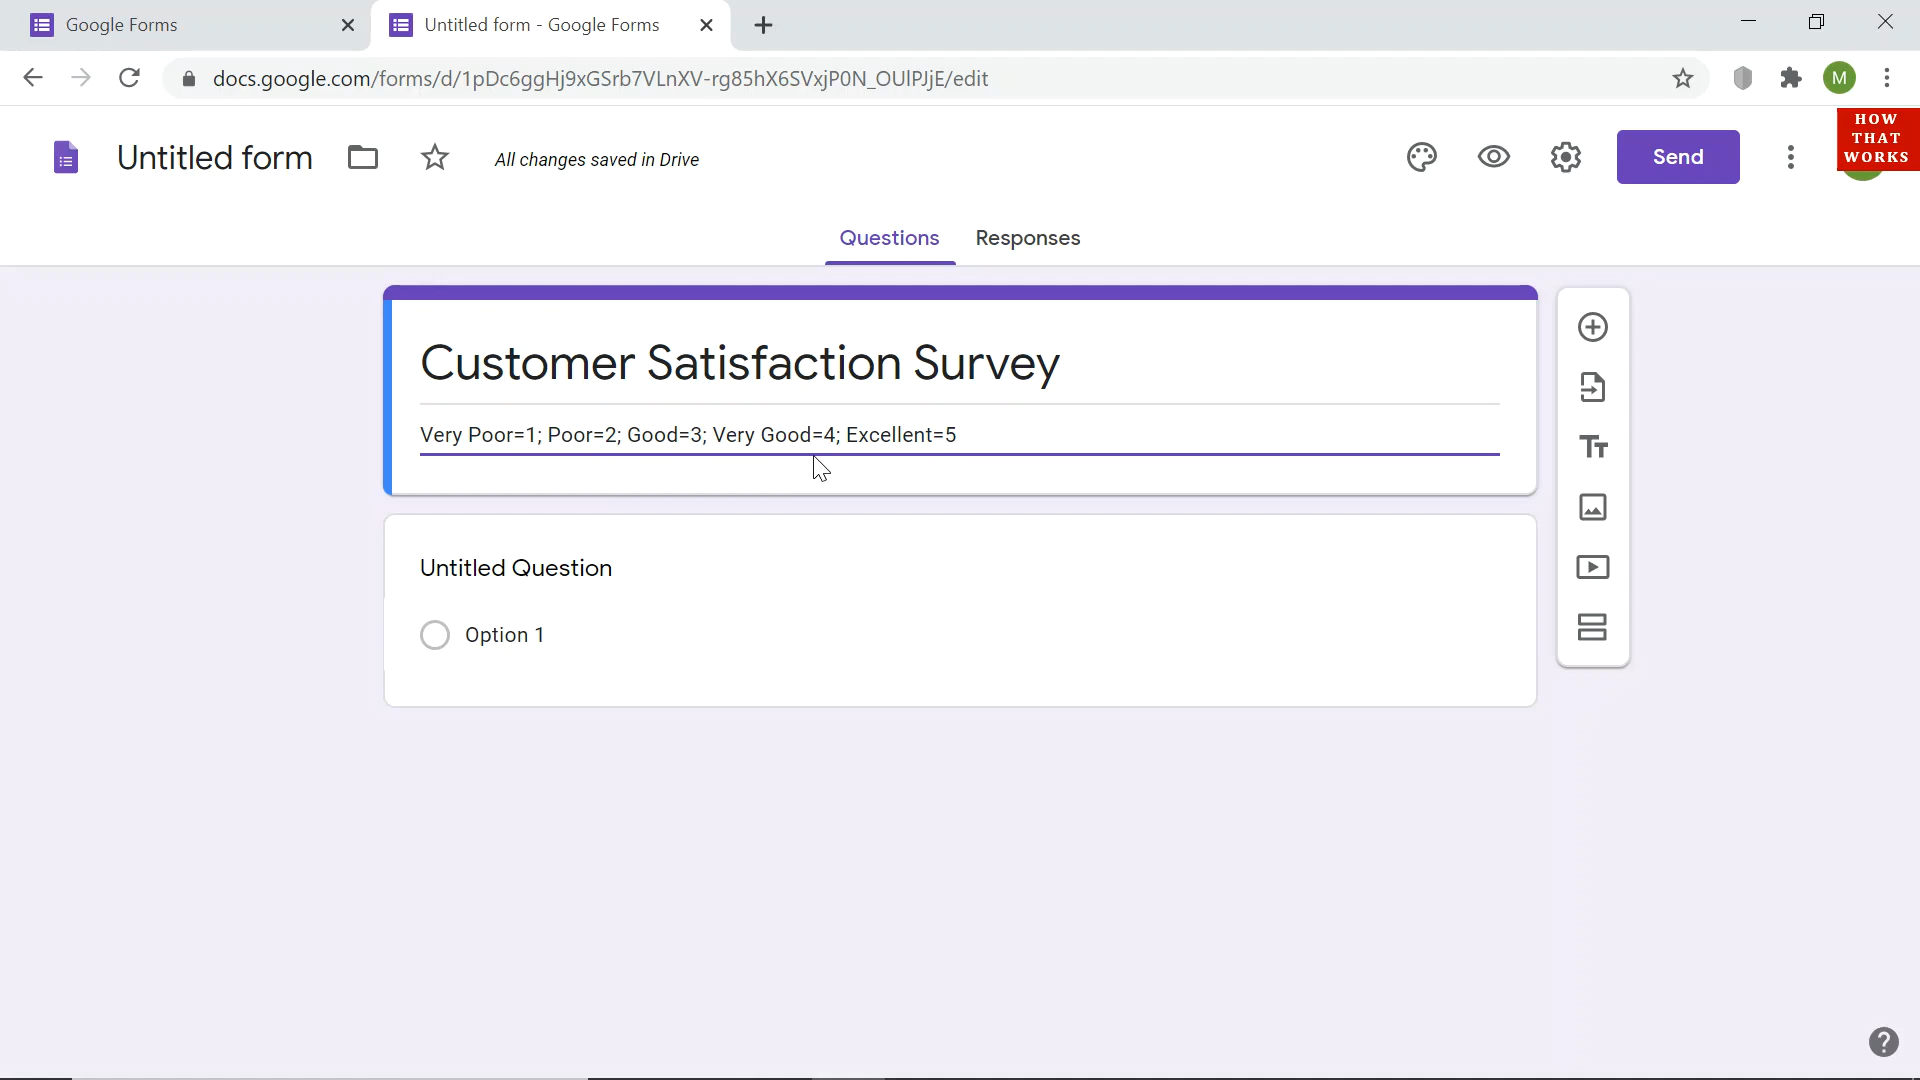 Google Forms
Untitled form - Google Forms
docs.google.com/forms/d/1pDc6ggHj9xGSrb7VLnXV-rg85hX6SVxjP0N_OUlPJjE/edit
M
HOW
THAT
WORKS
Untitled form
All changes saved in Drive
Send
Questions
Responses
Customer Satisfaction Survey
Very Poor=1; Poor=2; Good=3; Very Good=4; Excellent=5
Untitled Question
Option 1